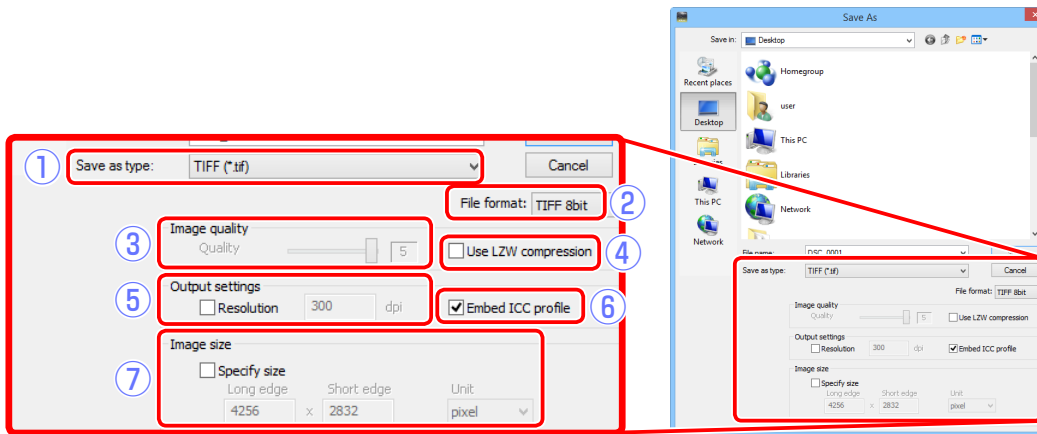 ①
Save as type:
TIFF (*.tif)
Cancel
File format:
TIFF 8bit
②
③
Image quality
Quality
5
Use LZW compression
④
⑤
Output settings
Resolution
300
dpi
Embed ICC profile
⑥
⑦
Image size
Specify size
Long edge
Short edge
Unit
4256
x
2832
pixel
Save As
Save in:
Desktop
Recent places
Desktop
This PC
Network
Homegroup
user
This PC
Libraries
Network
File name:
DSC_0001
Save as type:
TIFF (*.tif)
Cancel
File format:
TIFF 8bit
Image quality
Quality
5
Use LZW compression
Output settings
Resolution
300
dpi
Embed ICC profile
Image size
Specify size
Long edge
Short edge
Unit
4256
x
2832
pixel